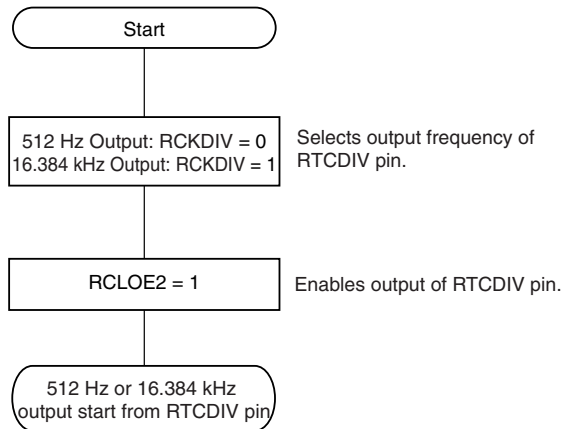 Start
512 Hz Output: RCKDIV = 0
16.384 kHz Output: RCKDIV = 1
Selects output frequency of
RTCDIV pin.
RCLOE2 = 1
Enables output of RTCDIV pin.
512 Hz or 16.384 kHz
output start from RTCDIV pin